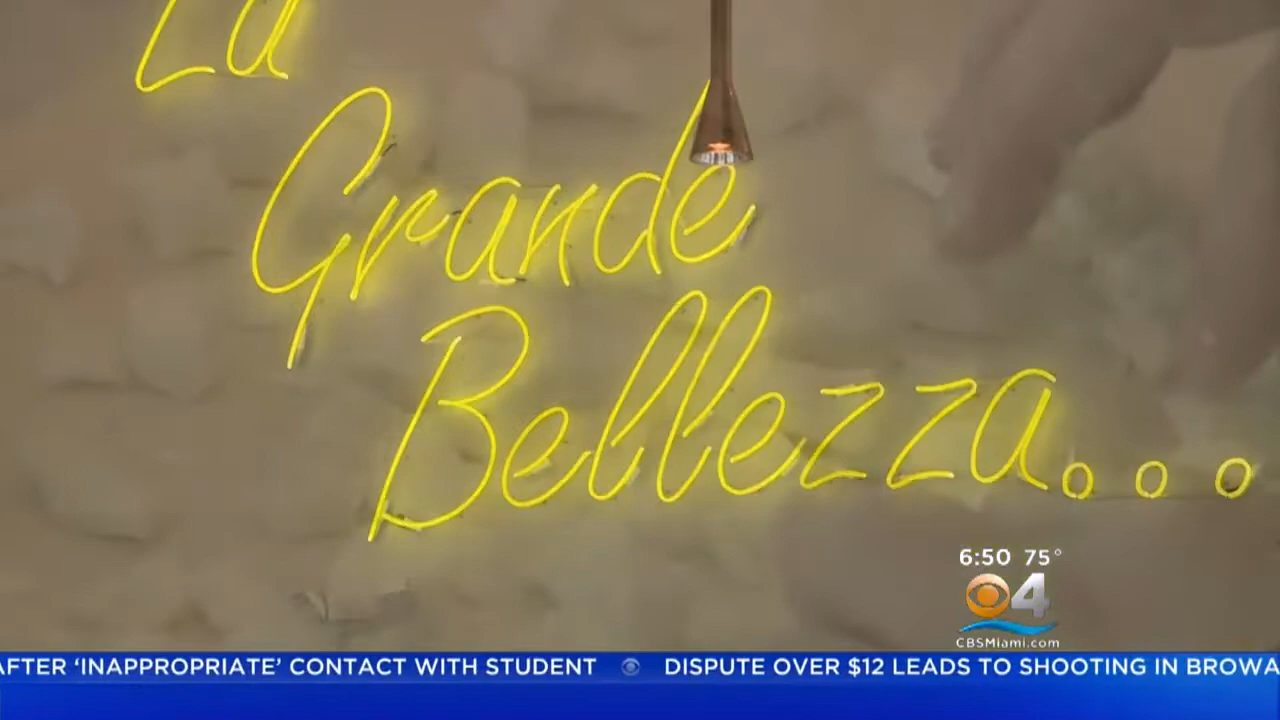 La
Grande
Bellezza...
6:50 75°
4
CBSMiami.com
AFTER ‘INAPPROPRIATE’ CONTACT WITH STUDENT DISPUTE OVER $12 LEADS TO SHOOTING IN BROWA